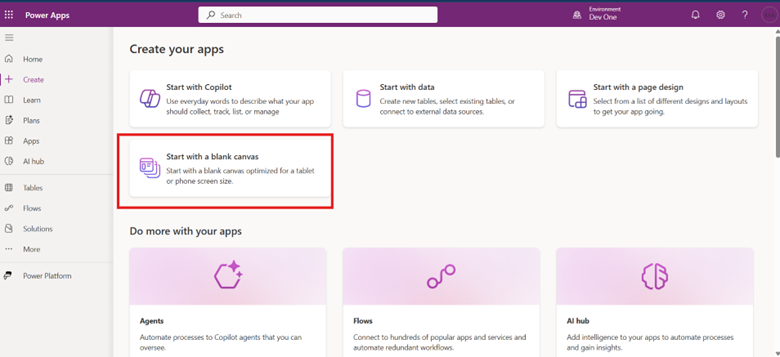 Power Apps
Search
Environment
Dev One
?
Home
Create
Learn
Plans
Apps
AI hub
Tables
Flows
Solutions
More
Power Platform
Create your apps
Start with Copilot
Use everyday words to describe what your app
should collect, track, list, or manage
Start with data
Create new tables, select existing tables, or
connect to external data sources.
Start with a page design
Select from a list of different designs and layouts
to get your app going.
Start with a blank canvas
Start with a blank canvas optimized for a tablet
or phone screen size.
Do more with your apps
Agents
Automate processes to Copilot agents that you can
oversee.
Flows
Connect to hundreds of popular apps and services and
automate redundant workflows.
AI hub
Add intelligence to your apps to automate processes
and gain insights.